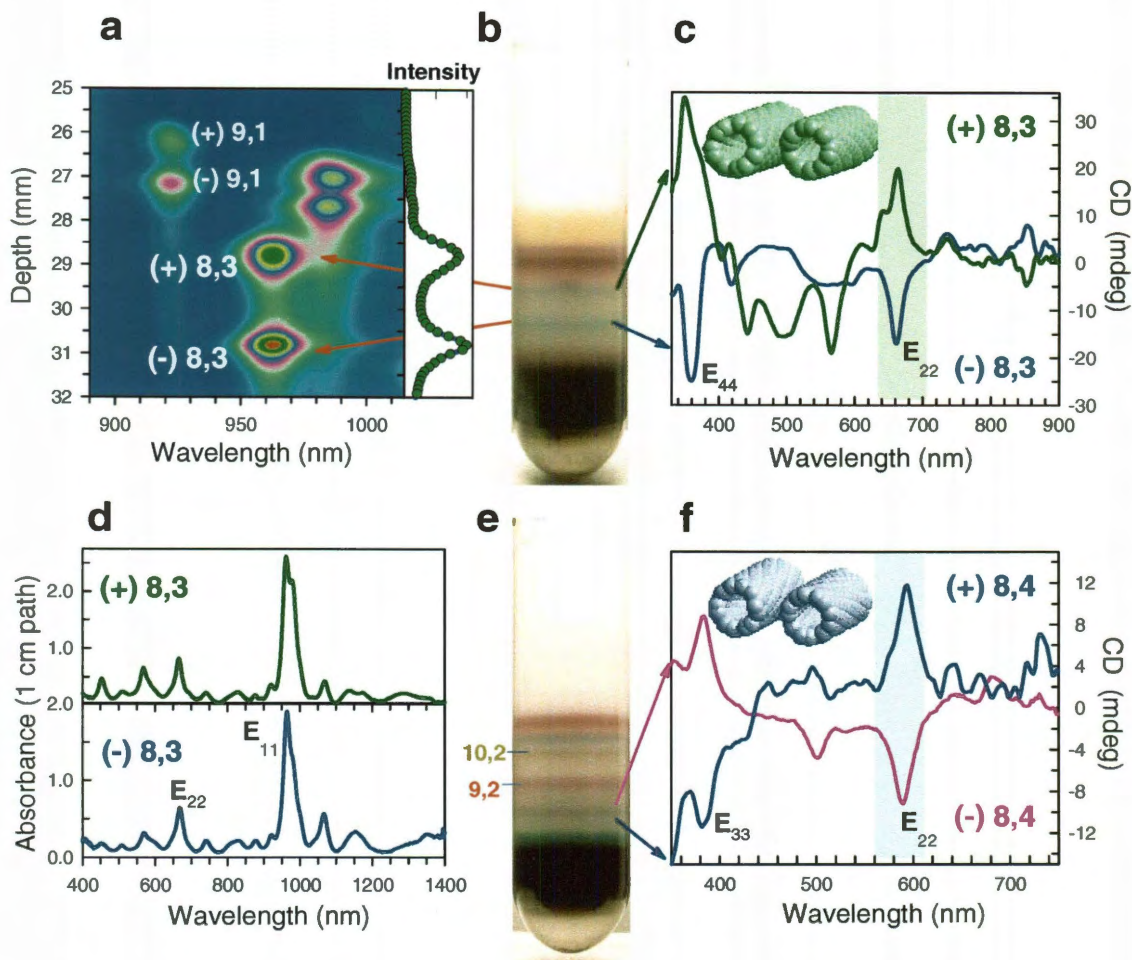 a
b
c
Intensity
25
26
27
28
29
30
31
32
Depth (mm)
(+) 9,1
(-) 9,1
(+) 8,3
(-) 8,3
900
950
1000
Wavelength (nm)
(+) 8,3
30
20
10
0
-10
-20
-30
CD (mdeg)
E44
E22
(-) 8,3
400
500
600
700
800
900
Wavelength (nm)
d
e
f
Absorbance (1 cm path)
(+) 8,3
2.0
1.0
2.0
(-) 8,3
E11
1.0
E22
0.0
400
600
800
1000
1200
1400
Wavelength (nm)
10,2
9,2
(+) 8,4
12
8
4
0
-4
-8
-12
CD (mdeg)
E33
E22
(-) 8,4
400
500
600
700
Wavelength (nm)